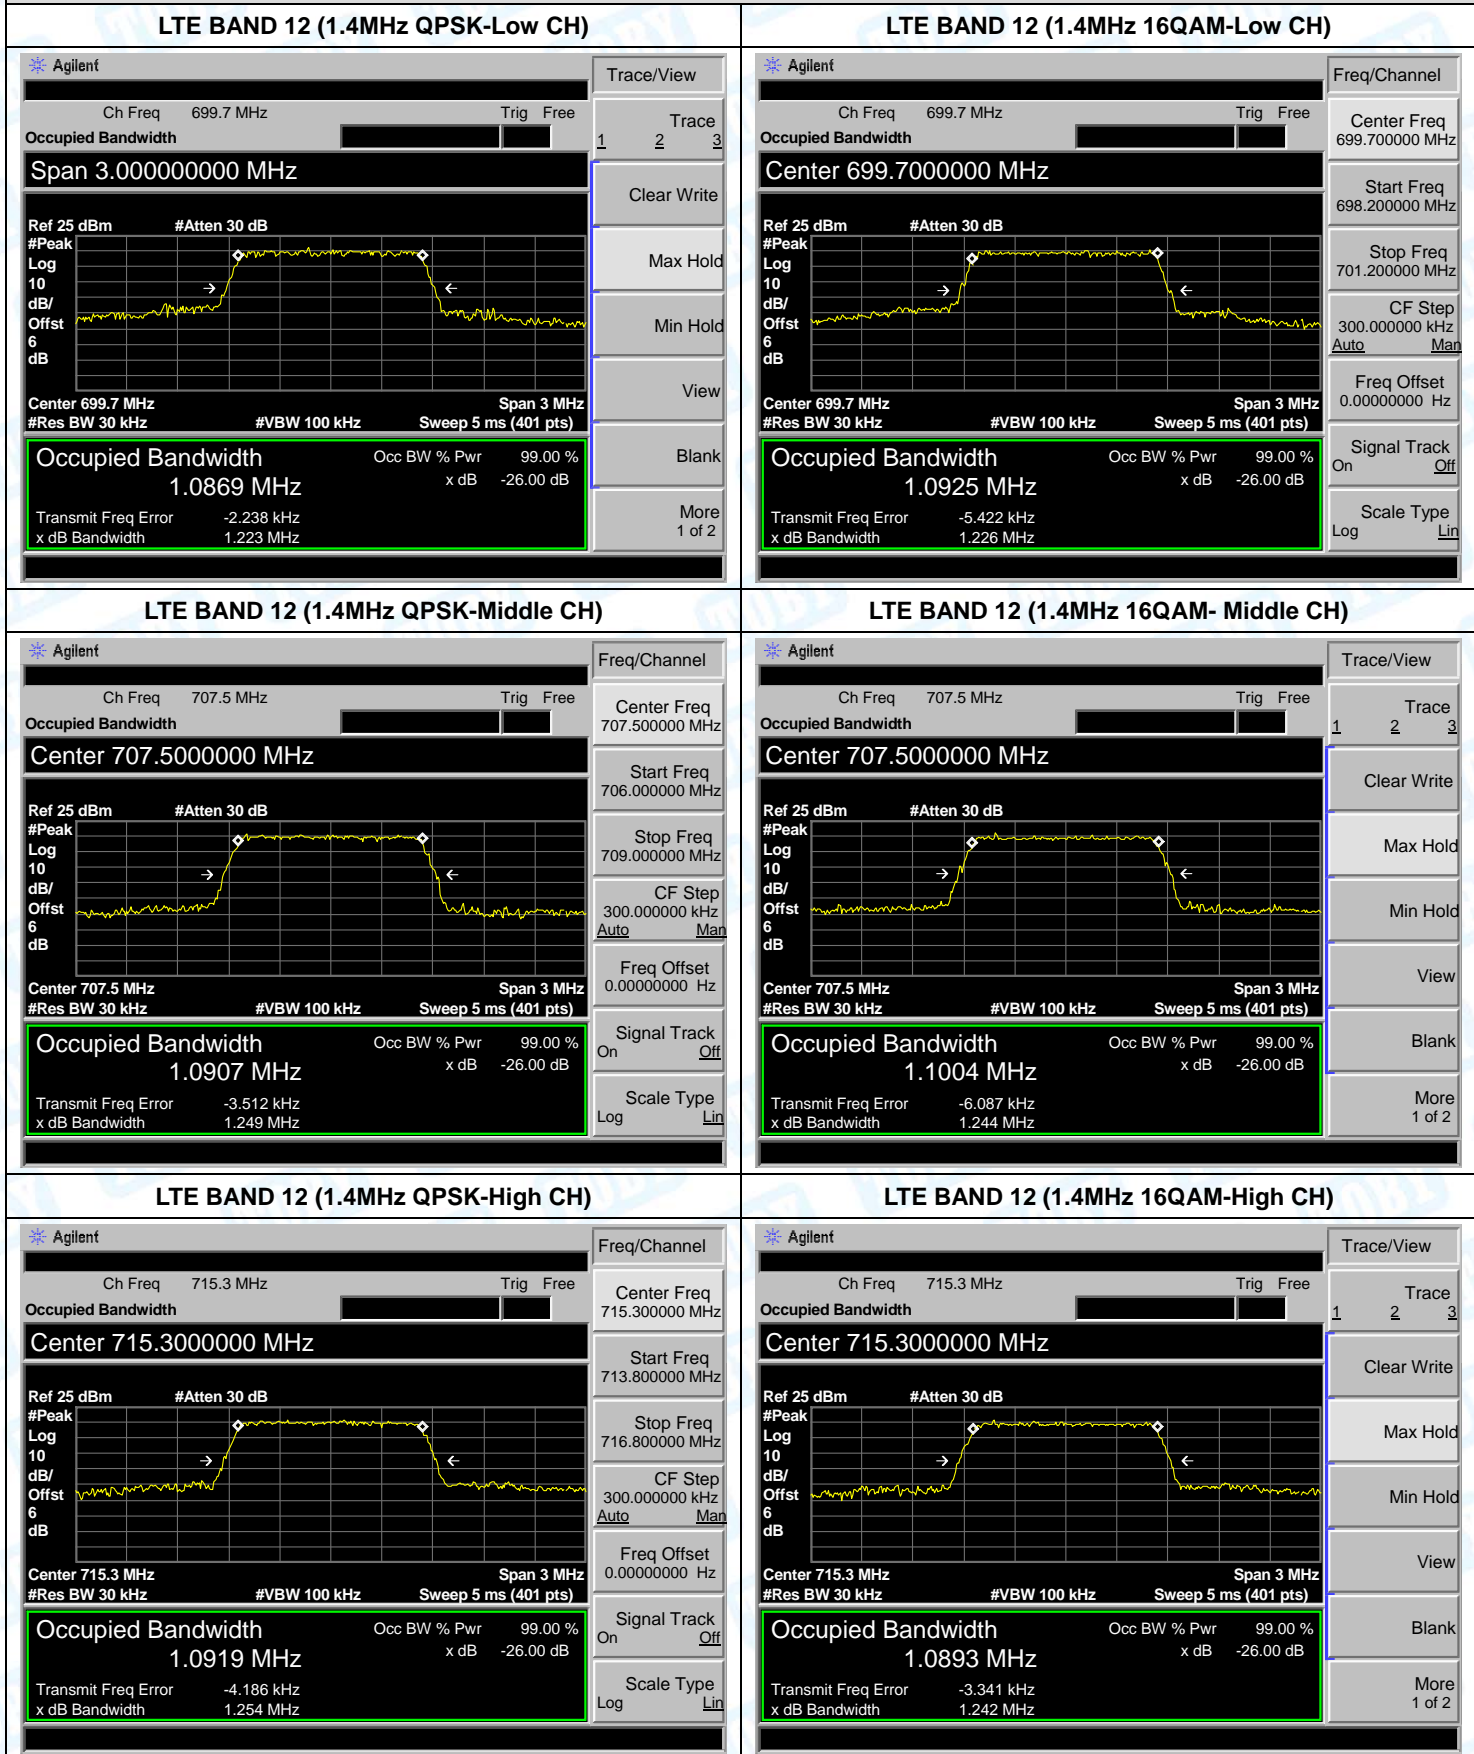 LTE BAND 12 (1.4MHz QPSK-Low CH)
Agilent
Trace/View
Ch Freq 699.7 MHz Trig Free
Occupied Bandwidth
Trace
1 2 3
Span 3.000000000 MHz
Clear Write
Ref 25 dBm #Atten 30 dB
#Peak
Log
10
dB/
Offst
6
dB
Max Hold
Min Hold
View
Center 699.7 MHz Span 3 MHz
#Res BW 30 kHz #VBW 100 kHz Sweep 5 ms (401 pts)
Occupied Bandwidth Occ BW % Pwr 99.00 %
1.0869 MHz x dB -26.00 dB
Blank
Transmit Freq Error -2.238 kHz
x dB Bandwidth 1.223 MHz
More
1 of 2
LTE BAND 12 (1.4MHz 16QAM-Low CH)
Agilent
Freq/Channel
Ch Freq 699.7 MHz Trig Free
Occupied Bandwidth
Center Freq
699.700000 MHz
Center 699.7000000 MHz
Start Freq
698.200000 MHz
Ref 25 dBm #Atten 30 dB
#Peak
Log
10
dB/
Offst
6
dB
Stop Freq
701.200000 MHz
CF Step
300.000000 kHz
Auto Man
Freq Offset
0.00000000 Hz
Center 699.7 MHz Span 3 MHz
#Res BW 30 kHz #VBW 100 kHz Sweep 5 ms (401 pts)
Occupied Bandwidth Occ BW % Pwr 99.00 %
1.0925 MHz x dB -26.00 dB
Signal Track
On Off
Transmit Freq Error -5.422 kHz
x dB Bandwidth 1.226 MHz
Scale Type
Log Lin
LTE BAND 12 (1.4MHz QPSK-Middle CH)
Agilent
Freq/Channel
Ch Freq 707.5 MHz Trig Free
Occupied Bandwidth
Center Freq
707.500000 MHz
Center 707.5000000 MHz
Start Freq
706.000000 MHz
Ref 25 dBm #Atten 30 dB
#Peak
Log
10
dB/
Offst
6
dB
Stop Freq
709.000000 MHz
CF Step
300.000000 kHz
Auto Man
Freq Offset
0.00000000 Hz
Center 707.5 MHz Span 3 MHz
#Res BW 30 kHz #VBW 100 kHz Sweep 5 ms (401 pts)
Occupied Bandwidth Occ BW % Pwr 99.00 %
1.0907 MHz x dB -26.00 dB
Signal Track
On Off
Transmit Freq Error -3.512 kHz
x dB Bandwidth 1.249 MHz
Scale Type
Log Lin
LTE BAND 12 (1.4MHz 16QAM- Middle CH)
Agilent
Trace/View
Ch Freq 707.5 MHz Trig Free
Occupied Bandwidth
Trace
1 2 3
Center 707.5000000 MHz
Clear Write
Ref 25 dBm #Atten 30 dB
#Peak
Log
10
dB/
Offst
6
dB
Max Hold
Min Hold
View
Center 707.5 MHz Span 3 MHz
#Res BW 30 kHz #VBW 100 kHz Sweep 5 ms (401 pts)
Occupied Bandwidth Occ BW % Pwr 99.00 %
1.1004 MHz x dB -26.00 dB
Blank
Transmit Freq Error -6.087 kHz
x dB Bandwidth 1.244 MHz
More
1 of 2
LTE BAND 12 (1.4MHz QPSK-High CH)
Agilent
Freq/Channel
Ch Freq 715.3 MHz Trig Free
Occupied Bandwidth
Center Freq
715.300000 MHz
Center 715.3000000 MHz
Start Freq
713.800000 MHz
Ref 25 dBm #Atten 30 dB
#Peak
Log
10
dB/
Offst
6
dB
Stop Freq
716.800000 MHz
CF Step
300.000000 kHz
Auto Man
Freq Offset
0.00000000 Hz
Center 715.3 MHz Span 3 MHz
#Res BW 30 kHz #VBW 100 kHz Sweep 5 ms (401 pts)
Occupied Bandwidth Occ BW % Pwr 99.00 %
1.0919 MHz x dB -26.00 dB
Signal Track
On Off
Transmit Freq Error -4.186 kHz
x dB Bandwidth 1.254 MHz
Scale Type
Log Lin
LTE BAND 12 (1.4MHz 16QAM-High CH)
Agilent
Trace/View
Ch Freq 715.3 MHz Trig Free
Occupied Bandwidth
Trace
1 2 3
Center 715.3000000 MHz
Clear Write
Ref 25 dBm #Atten 30 dB
#Peak
Log
10
dB/
Offst
6
dB
Max Hold
Min Hold
View
Center 715.3 MHz Span 3 MHz
#Res BW 30 kHz #VBW 100 kHz Sweep 5 ms (401 pts)
Occupied Bandwidth Occ BW % Pwr 99.00 %
1.0893 MHz x dB -26.00 dB
Blank
Transmit Freq Error -3.341 kHz
x dB Bandwidth 1.242 MHz
More
1 of 2